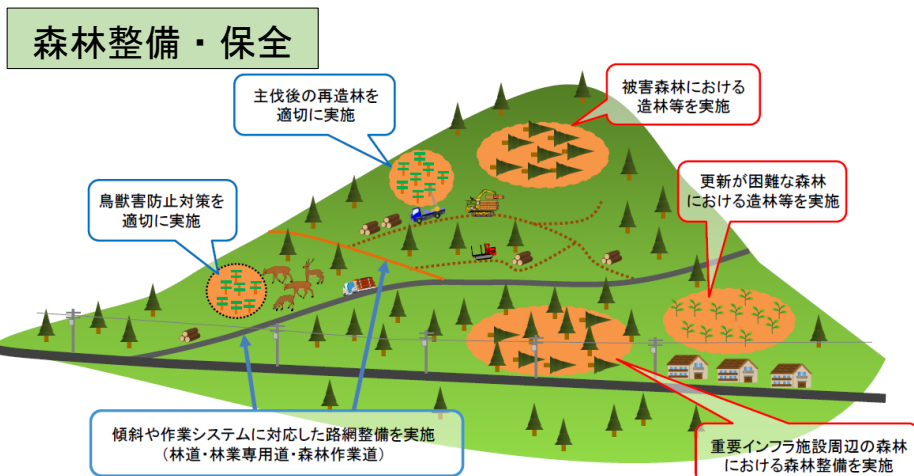 森林整備・保全
主伐後の再造林を
適切に実施
被害森林における
造林等を実施
鳥獣害防止対策を
適切に実施
更新が困難な森林
における造林等を実施
傾斜や作業システムに対応した路網整備を実施
（林道・林業専用道・森林作業道）
重要インフラ施設周辺の森林
における森林整備を実施